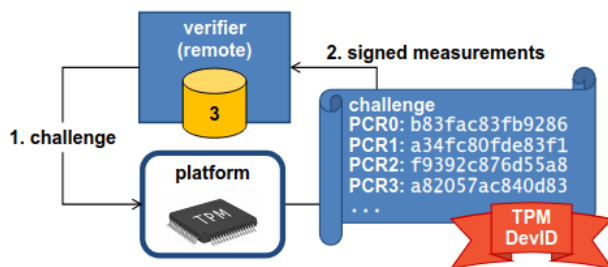 verifier
(remote)
3
1. challenge
2. signed measurements
platform
TPM
challenge
PCR0: b83fac83fb9286
PCR1: a34fc80fde83f1
PCR2: f9392c876d55a8
PCR3: a82057ac840d83
...
TPM
DevID